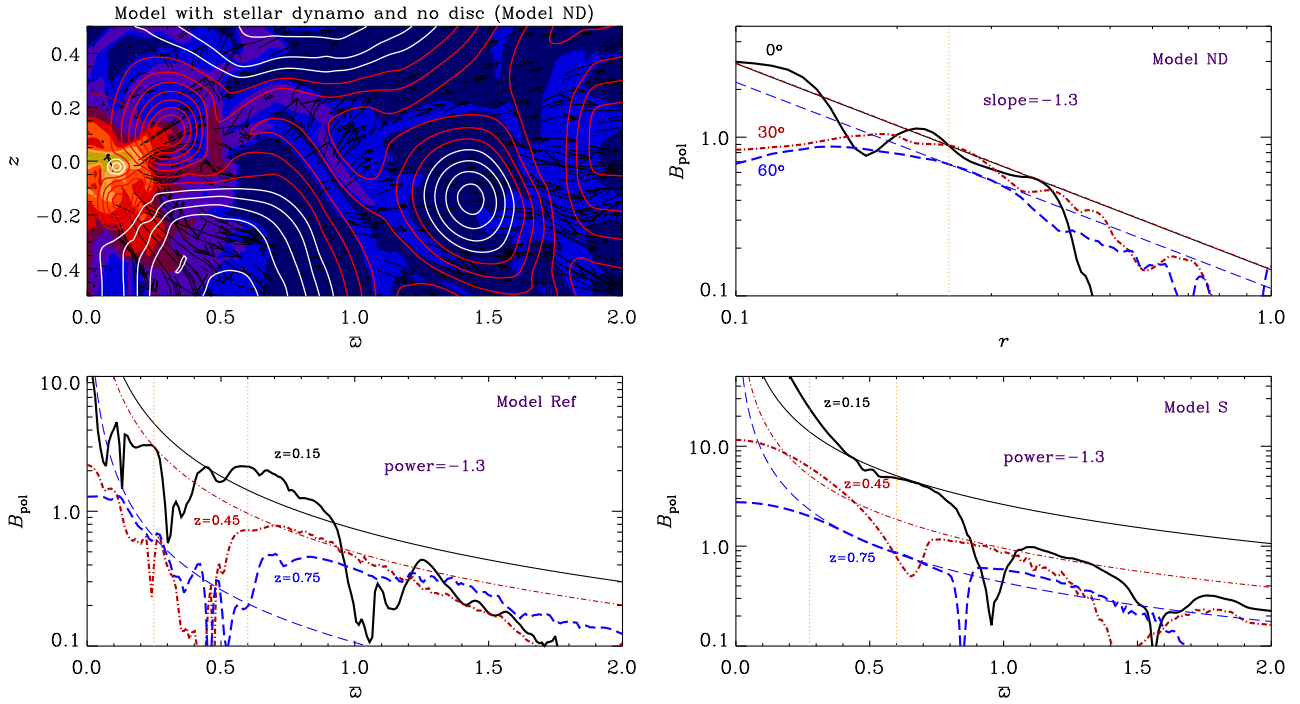 Model with stellar dynamo and no disc (Model ND)
0.4
0.2
0.0
−0.2
−0.4
z
0.0
0.5
1.0
1.5
2.0
ϖ
0º
Model ND
slope=−1.3
30º
60º
1.0
0.1
B_pol
0.1
1.0
r
10.0
1.0
0.1
B_pol
Model Ref
z=0.15
power=−1.3
z=0.45
z=0.75
0.0
0.5
1.0
1.5
2.0
ϖ
10.0
1.0
0.1
B_pol
z=0.15
Model S
power=−1.3
z=0.45
z=0.75
0.0
0.5
1.0
1.5
2.0
ϖ